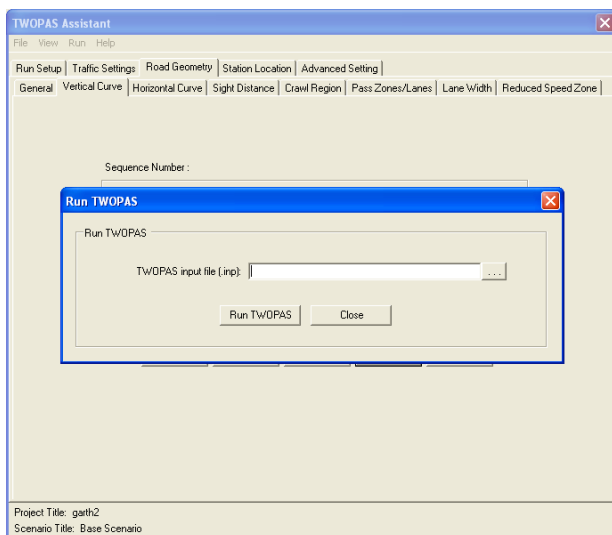 TWOPAS Assistant
File View Run Help
Run Setup Traffic Settings Road Geometry Station Location Advanced Setting
General Vertical Curve Horizontal Curve Sight Distance Crawl Region Pass Zones/Lanes Lane Width Reduced Speed Zone
Sequence Number :
Run TWOPAS
Run TWOPAS
TWOPAS input file (.inp):
...
Run TWOPAS Close
Project Title: garth2
Scenario Title: Base Scenario